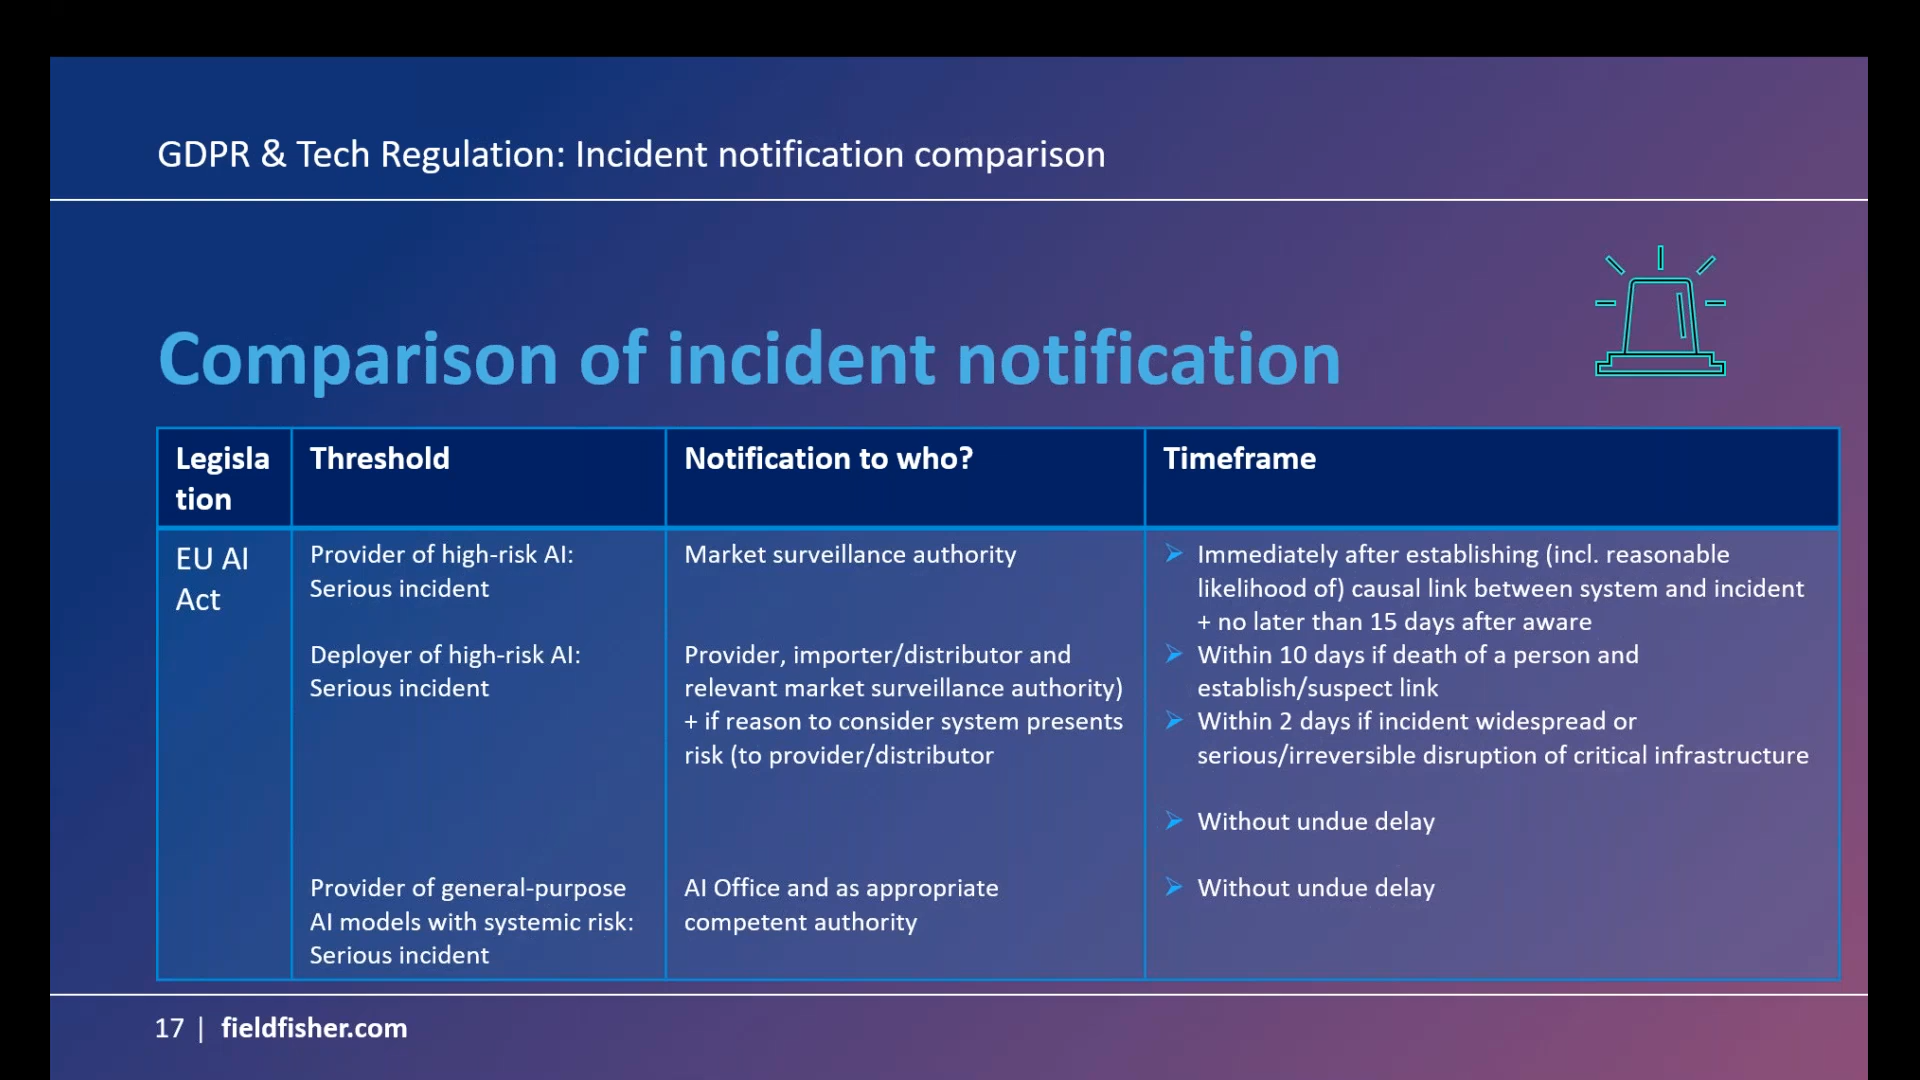 GDPR & Tech Regulation: Incident notification comparison
Comparison of incident notification
Legisla
tion
Threshold
Notification to who?
Timeframe
EU AI
Act
Provider of high-risk AI:
Serious incident
Market surveillance authority
Immediately after establishing (incl. reasonable
likelihood of) causal link between system and incident
+ no later than 15 days after aware
Within 10 days if death of a person and
establish/suspect link
Within 2 days if incident widespread or
serious/irreversible disruption of critical infrastructure
Deployer of high-risk AI:
Serious incident
Provider, importer/distributor and
relevant market surveillance authority)
+ if reason to consider system presents
risk (to provider/distributor
Without undue delay
Provider of general-purpose
AI models with systemic risk:
Serious incident
AI Office and as appropriate
competent authority
Without undue delay
17 | fieldfisher.com